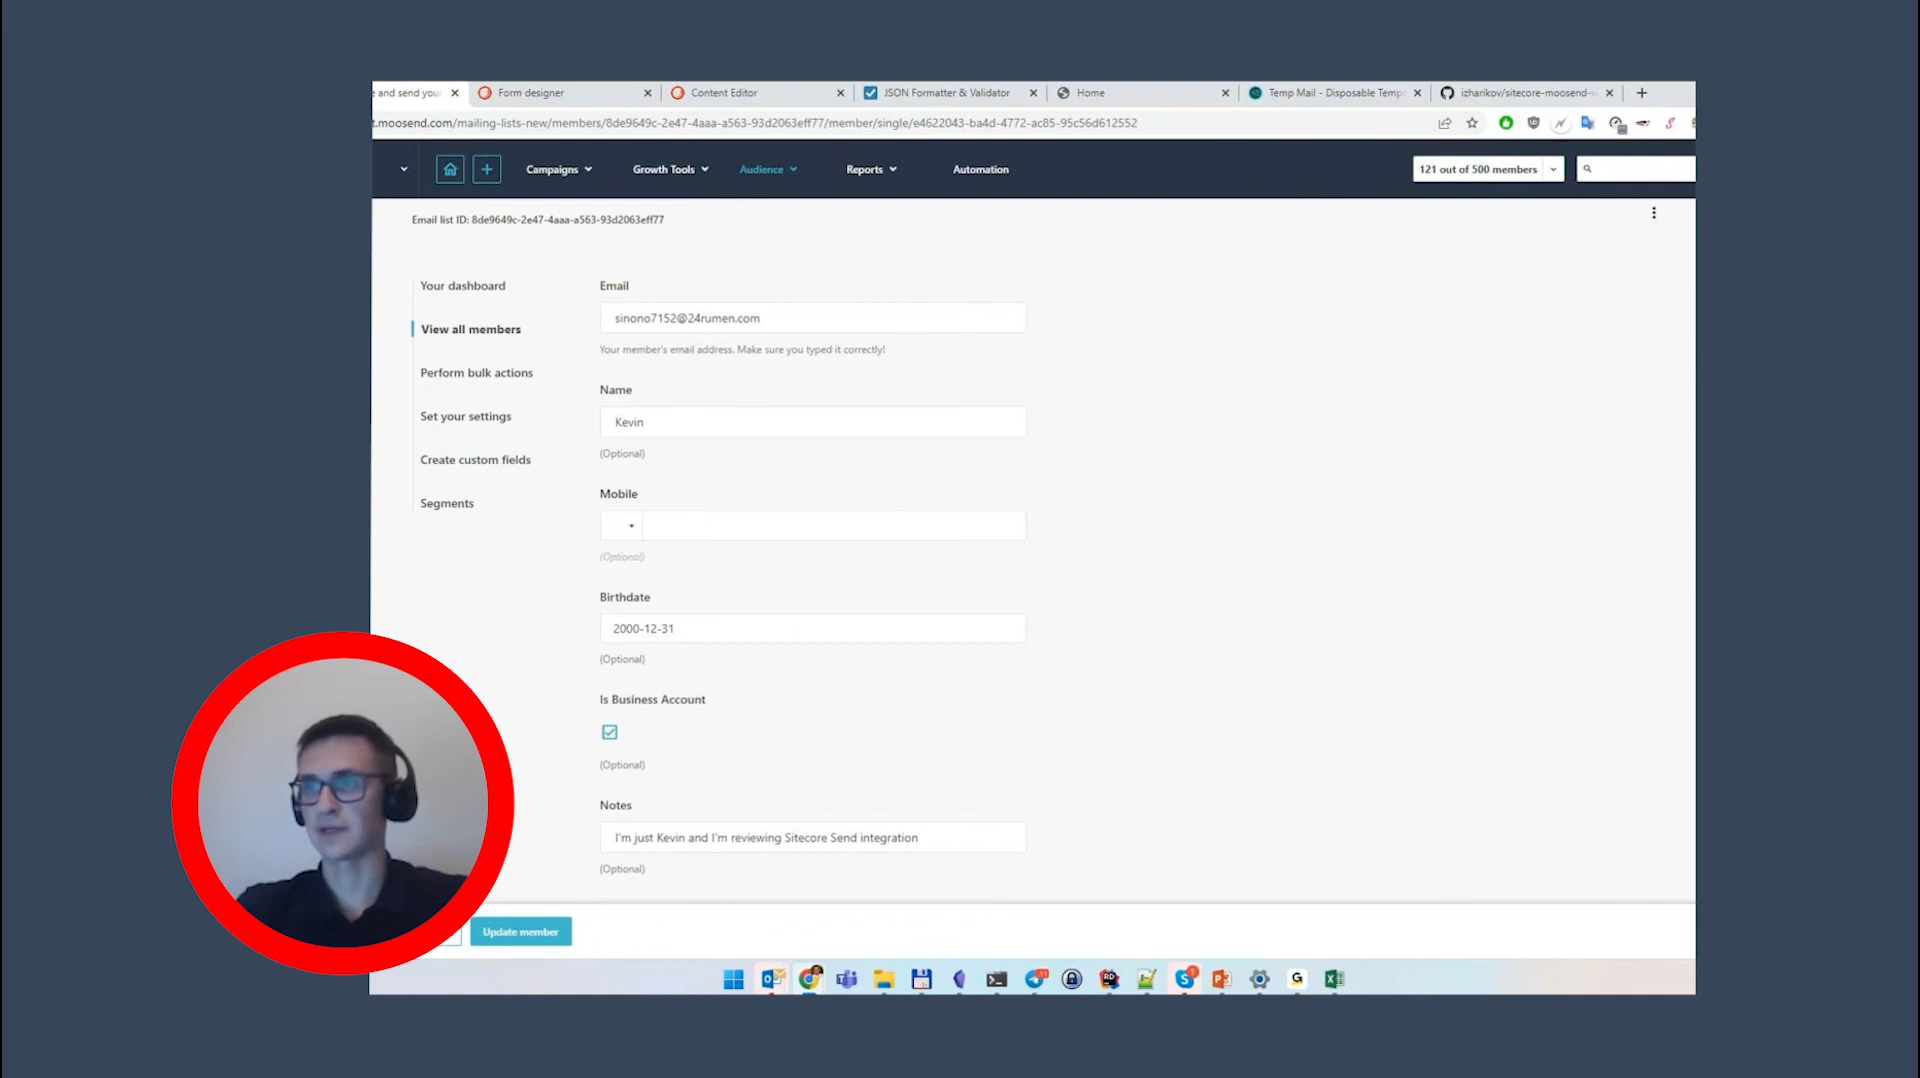 e and send your
Form designer
Content Editor
JSON Formatter & Validator
Home
Temp Mail - Disposable Temp
izharikov/sitecore-moosend-
t.moosend.com/mailing-lists-new/members/8de9649c-2e47-4aaa-a563-93d2063eff77/member/single/e4622043-ba4d-4772-ac85-95c56d612552
Campaigns
Growth Tools
Audience
Reports
Automation
121 out of 500 members
Email list ID: 8de9649c-2e47-4aaa-a563-93d2063eff77
Your dashboard
View all members
Perform bulk actions
Set your settings
Create custom fields
Segments
Email
sinono7152@24rumen.com
Your member's email address. Make sure you typed it correctly!
Name
Kevin
(Optional)
Mobile
(Optional)
Birthdate
2000-12-31
(Optional)
Is Business Account
(Optional)
Notes
I'm just Kevin and I'm reviewing Sitecore Send integration
(Optional)
Update member